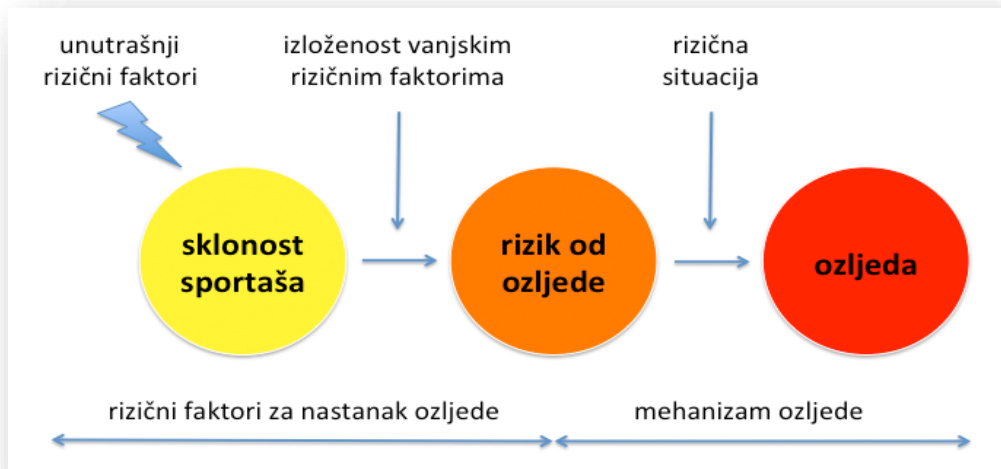 unutrašnji
rizični faktori
izloženost vanjskim
rizičnim faktorima
rizična
situacija
sklonost
sportaša
rizik od
ozljede
ozljeda
rizični faktori za nastanak ozljede
mehanizam ozljede